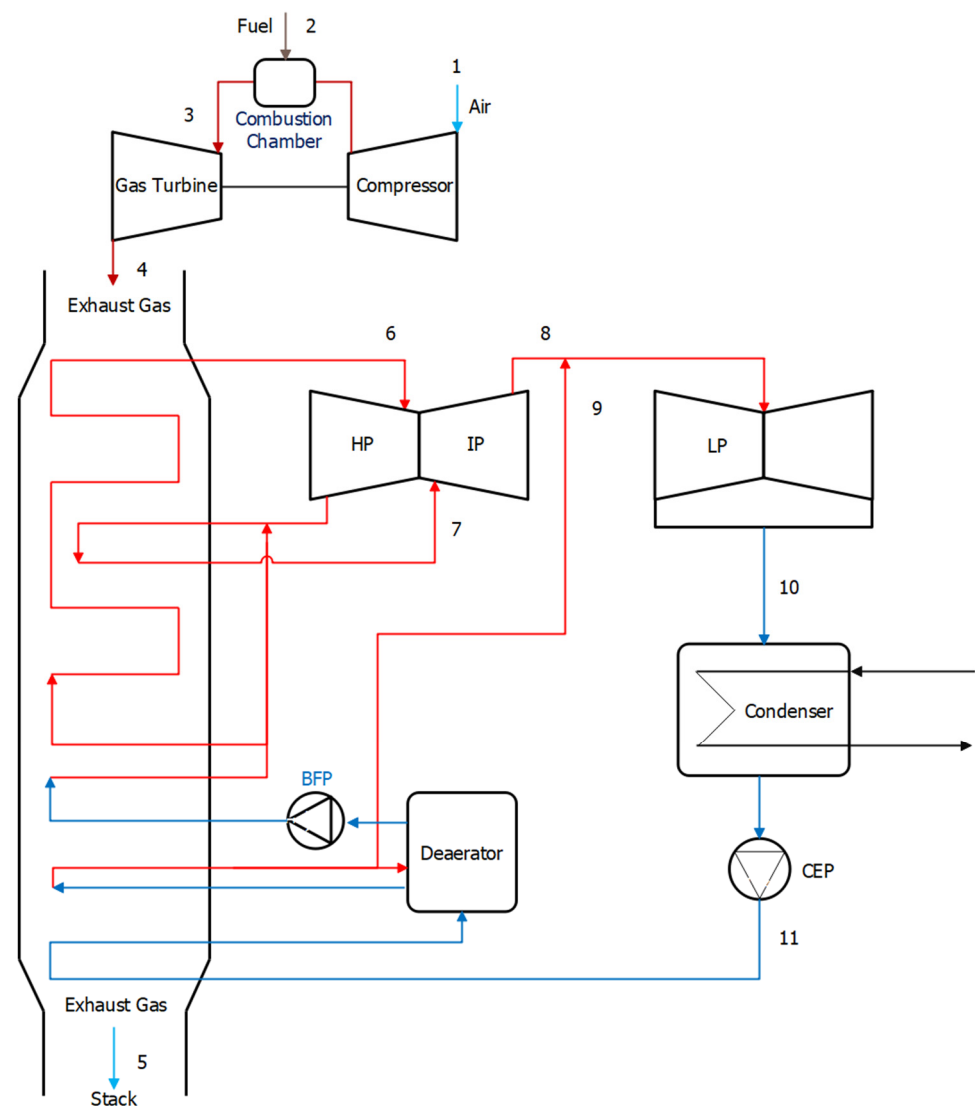 Fuel 2
1
Air
3
Combustion
Chamber
Gas Turbine
Compressor
4
Exhaust Gas
6
8
9
HP
IP
LP
7
10
Condenser
BFP
Deaerator
CEP
11
Exhaust Gas
5
Stack